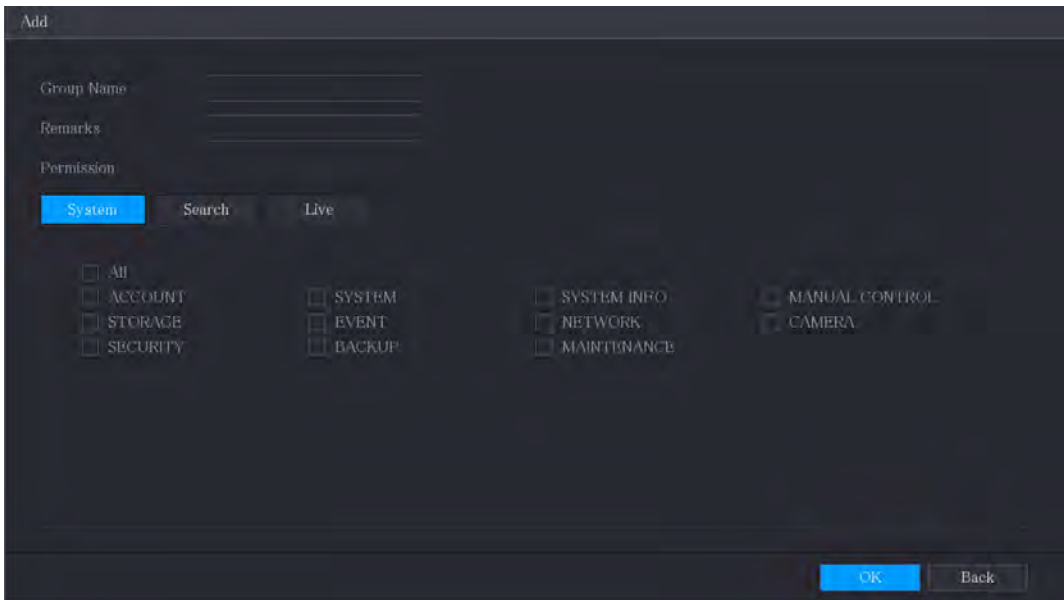 Add
Group Name
Remarks
Permission
System Search Live
All
ACCOUNT SYSTEM SYSTEM INFO MANUAL CONTROL
STORAGE EVENT NETWORK CAMERA
SECURITY BACKUP MAINTENANCE
OK Back